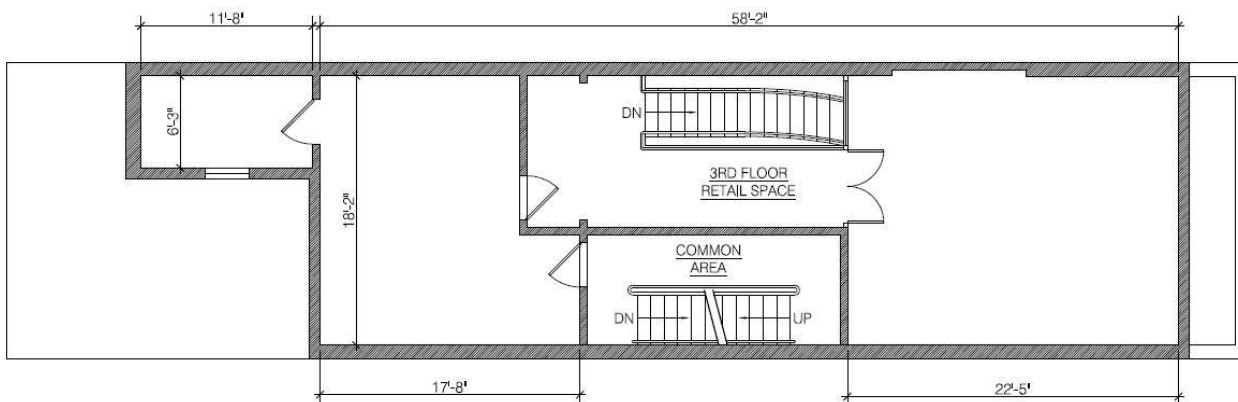 11'-8"
58'-2"
6'-3"
18'-2"
DN
3RD FLOOR
RETAIL SPACE
COMMON
AREA
DN
UP
17'-8"
22'-5"